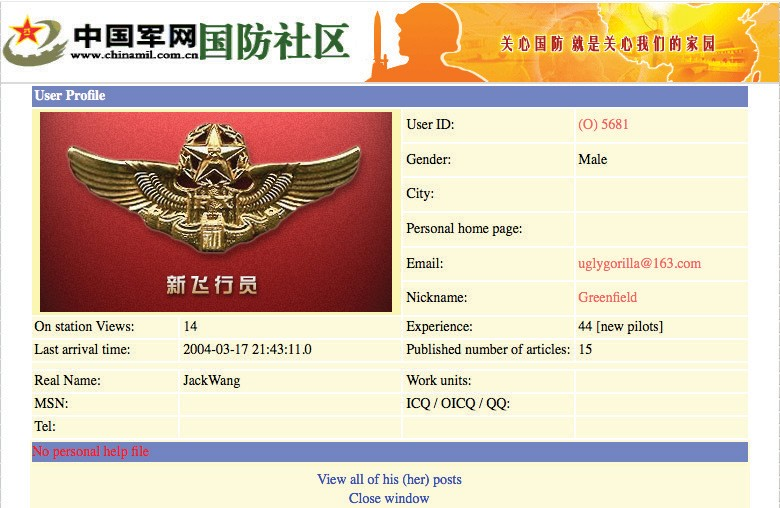 中国军网国防社区
www.chinamil.com.cn
关心国防 就是关心我们的家园
User Profile
新飞行员
User ID: (O) 5681
Gender: Male
City:
Personal home page:
Email: uglygorilla@163.com
Nickname: Greenfield
On station Views: 14 Experience: 44 [new pilots]
Last arrival time: 2004-03-17 21:43:11.0 Published number of articles: 15
Real Name: JackWang Work units:
MSN: ICQ / OICQ / QQ:
Tel:
No personal help file
View all of his (her) posts
Close window